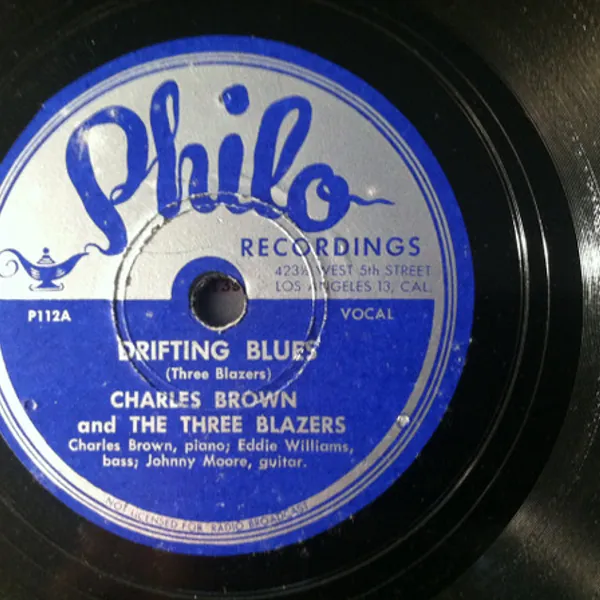 Philo
RECORDINGS
423½ WEST 5th STREET
LOS ANGELES 13, CAL.
P112A
VOCAL
DRIFTING BLUES
(Three Blazers)
CHARLES BROWN
and THE THREE BLAZERS
Charles Brown, piano; Eddie Williams,
bass; Johnny Moore, guitar.
NOT LICENSED FOR RADIO BROADCAST